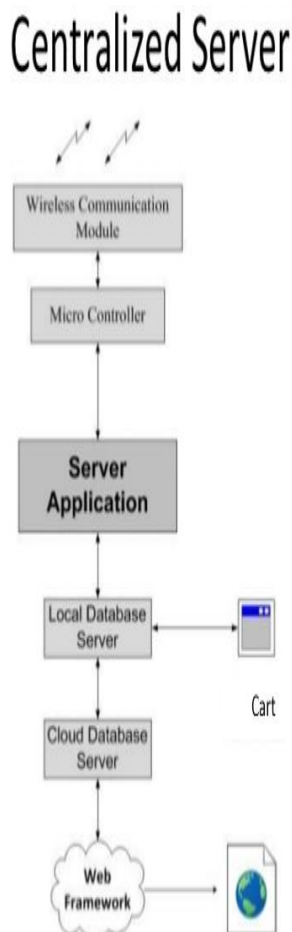 Centralized Server
Wireless Communication
Module
Micro Controller
Server
Application
Local Database
Server
Cart
Cloud Database
Server
Web
Framework